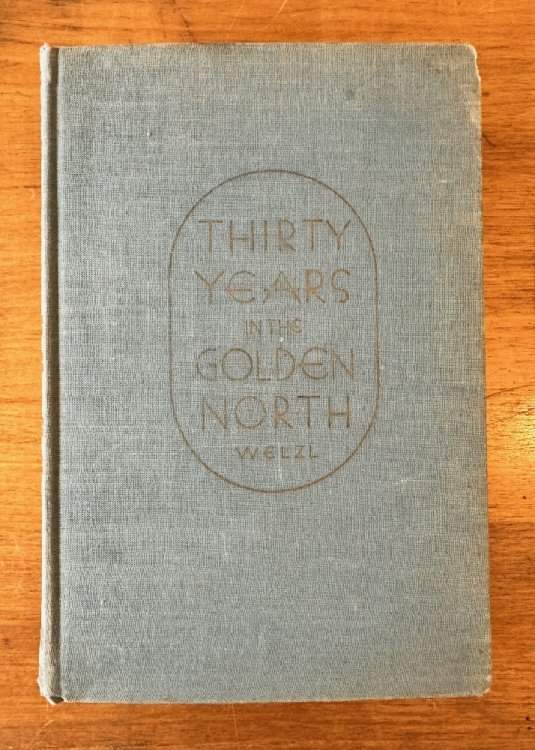 THIRTY
YEARS
IN THE
GOLDEN
NORTH
WELZL